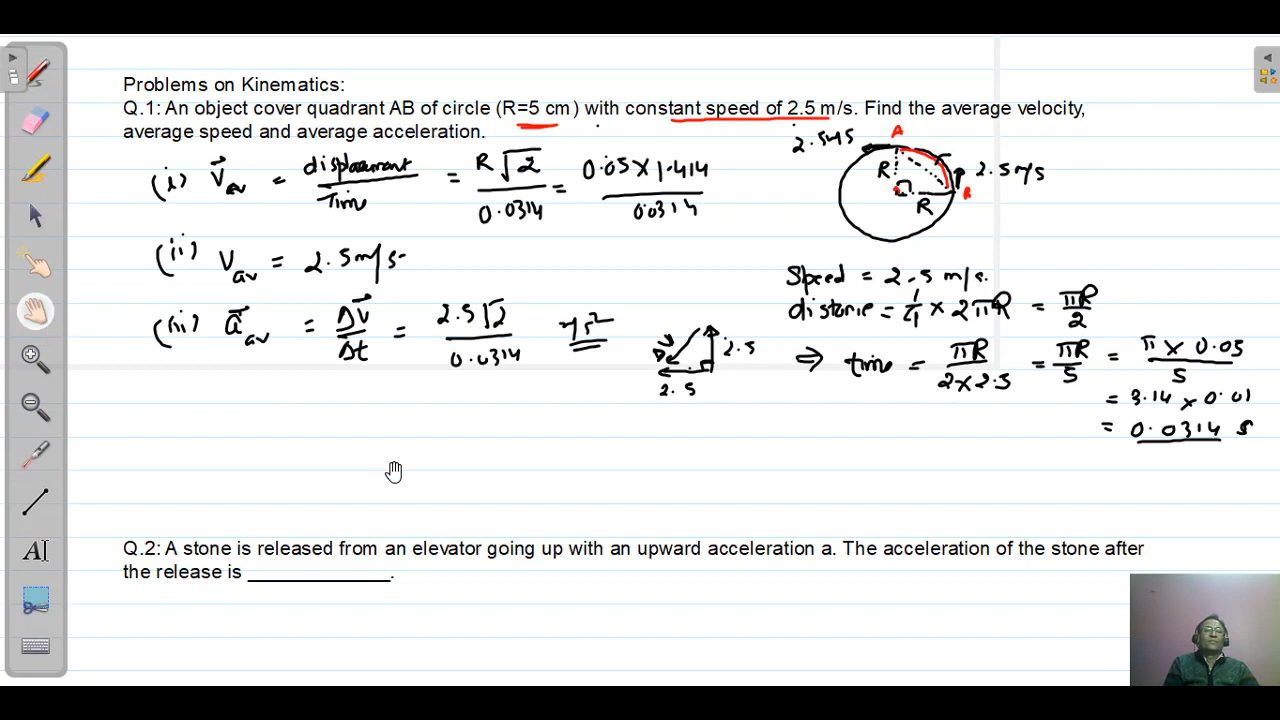 Problems on Kinematics:
Q.1: An object cover quadrant AB of circle (R=5 cm ) with constant speed of 2.5 m/s. Find the average velocity,
average speed and average acceleration.
(i) V⃗av = displacement / Time = R√2 / 0.0314 = 0.05 × 1.414 / 0.0314
(ii) Vav = 2.5 m/s
(iii) a⃗av = ΔV⃗ / Δt = 2.5√2 / 0.0314 m/s²
2.5
2.5
2.5 m/s
A
R
R
B
2.5 m/s
Speed = 2.5 m/s.
distance = 1/4 × 2πR = πR/2
⇒ time = πR / 2×2.5 = πR/5 = π × 0.05 / 5
= 3.14 × 0.01
= 0.0314 s
Q.2: A stone is released from an elevator going up with an upward acceleration a. The acceleration of the stone after
the release is ______________.
A